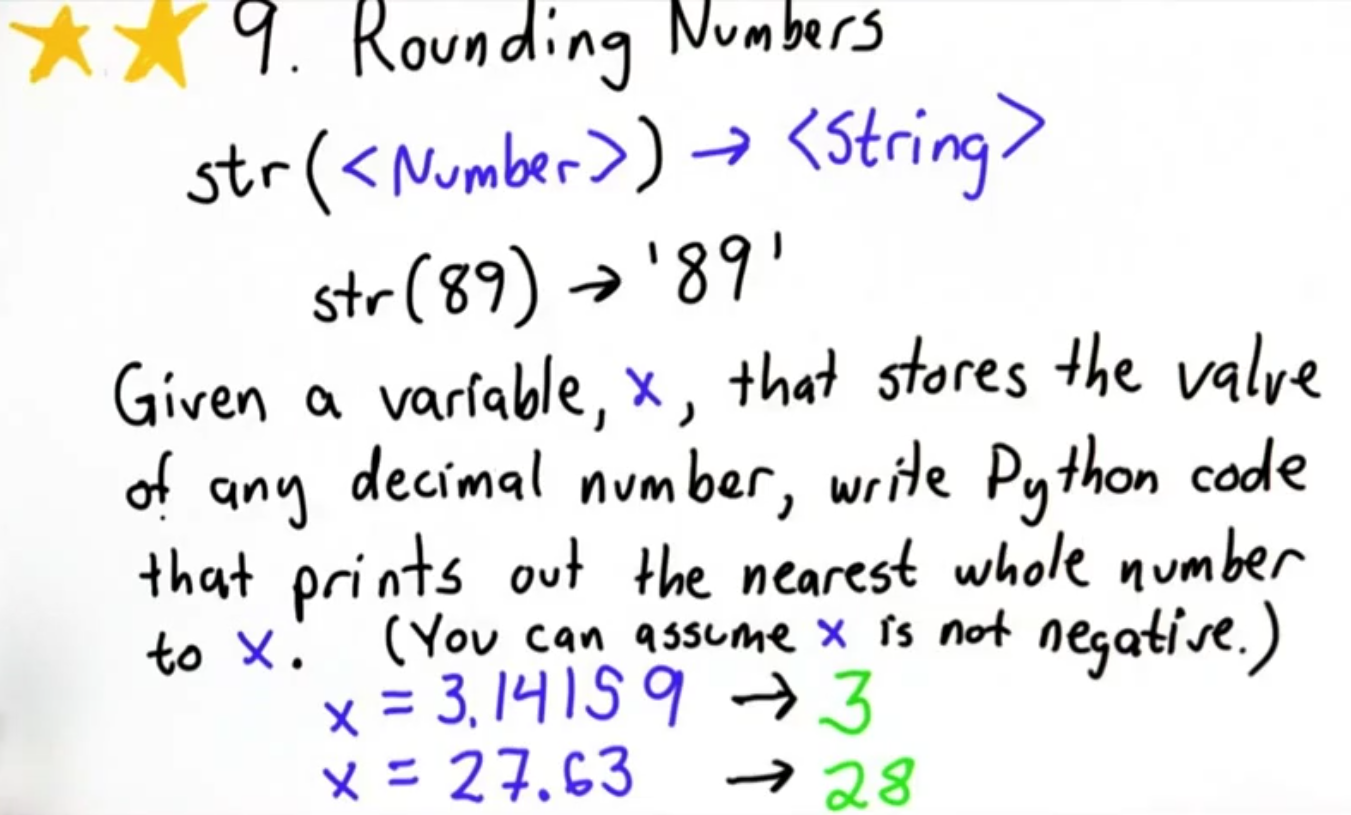 9. Rounding Numbers
str(<Number>) → <String>
str(89) → '89'
Given a variable, x, that stores the value
of any decimal number, write Python code
that prints out the nearest whole number
to x. (You can assume x is not negative.)
x = 3.14159 → 3
x = 27.63 → 28